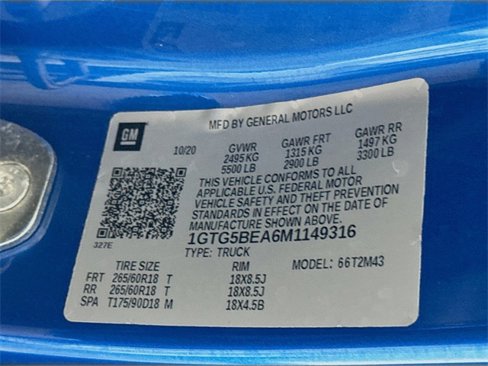 MFD BY GENERAL MOTORS LLC
GM
10/20 GVWR GAWR FRT GAWR RR
2495 KG 1315 KG 1497 KG
5500 LB 2900 LB 3300 LB
THIS VEHICLE CONFORMS TO ALL
APPLICABLE U.S. FEDERAL MOTOR
VEHICLE SAFETY AND THEFT PREVENTION
STANDARDS IN EFFECT ON THE DATE OF
MANUFACTURE SHOWN ABOVE.
1GTG5BEA6M1149316
327E
TYPE: TRUCK MODEL: 66T2M43
TIRE SIZE RIM
FRT 265/60R18 T 18X8.5J
RR 265/60R18 T 18X8.5J
SPA T175/90D18 M 18X4.5B